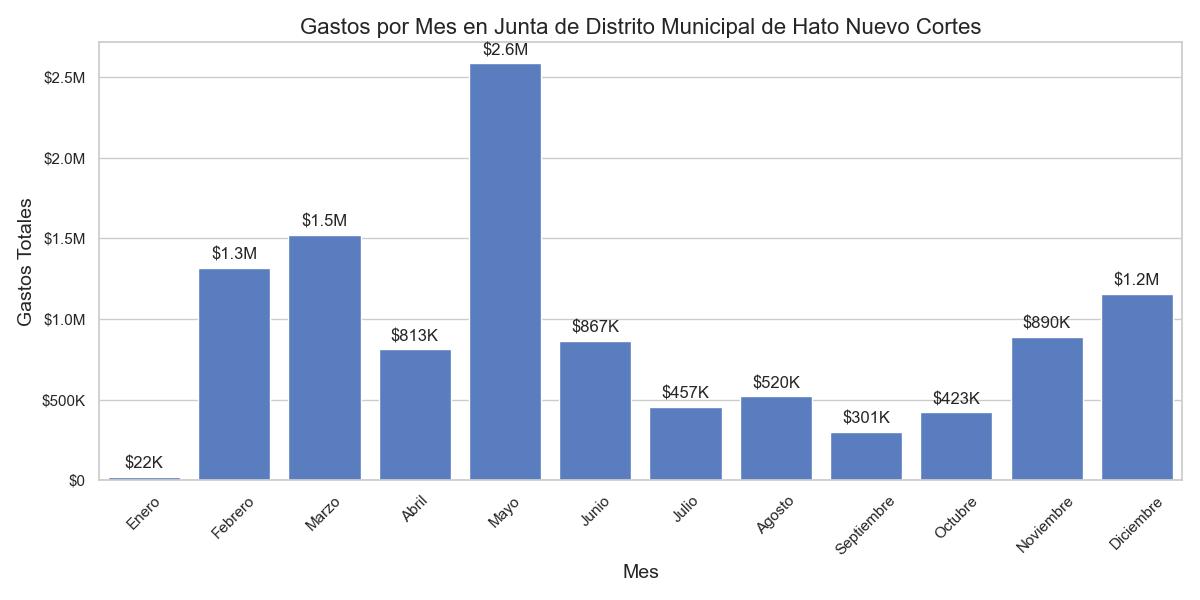 Gastos por Mes en Junta de Distrito Municipal de Hato Nuevo Cortes
Gastos Totales
$2.5M
$2.0M
$1.5M
$1.0M
$500K
$0
$22K
$1.3M
$1.5M
$813K
$2.6M
$867K
$457K
$520K
$301K
$423K
$890K
$1.2M
Enero
Febrero
Marzo
Abril
Mayo
Junio
Julio
Agosto
Septiembre
Octubre
Noviembre
Diciembre
Mes